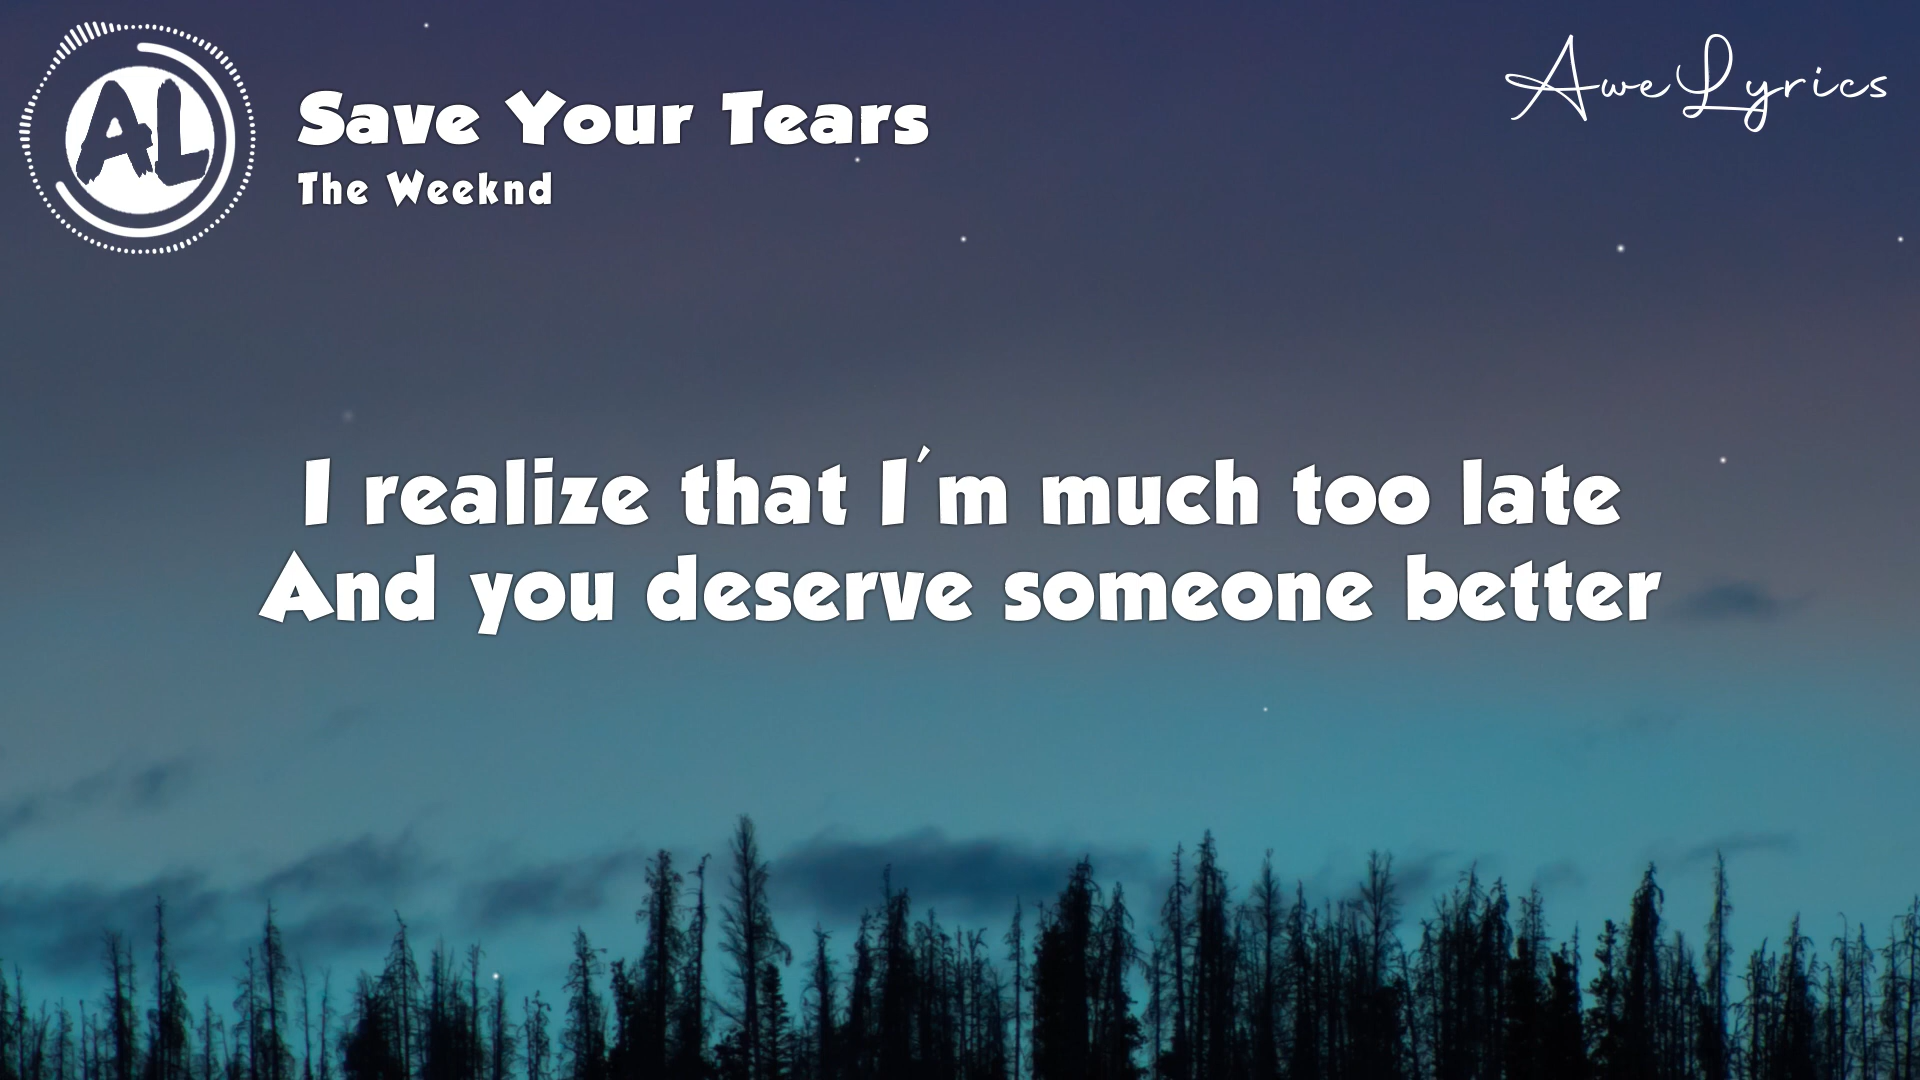 AL
Save Your Tears
The Weeknd
AweLyrics
I realize that I'm much too late
And you deserve someone better